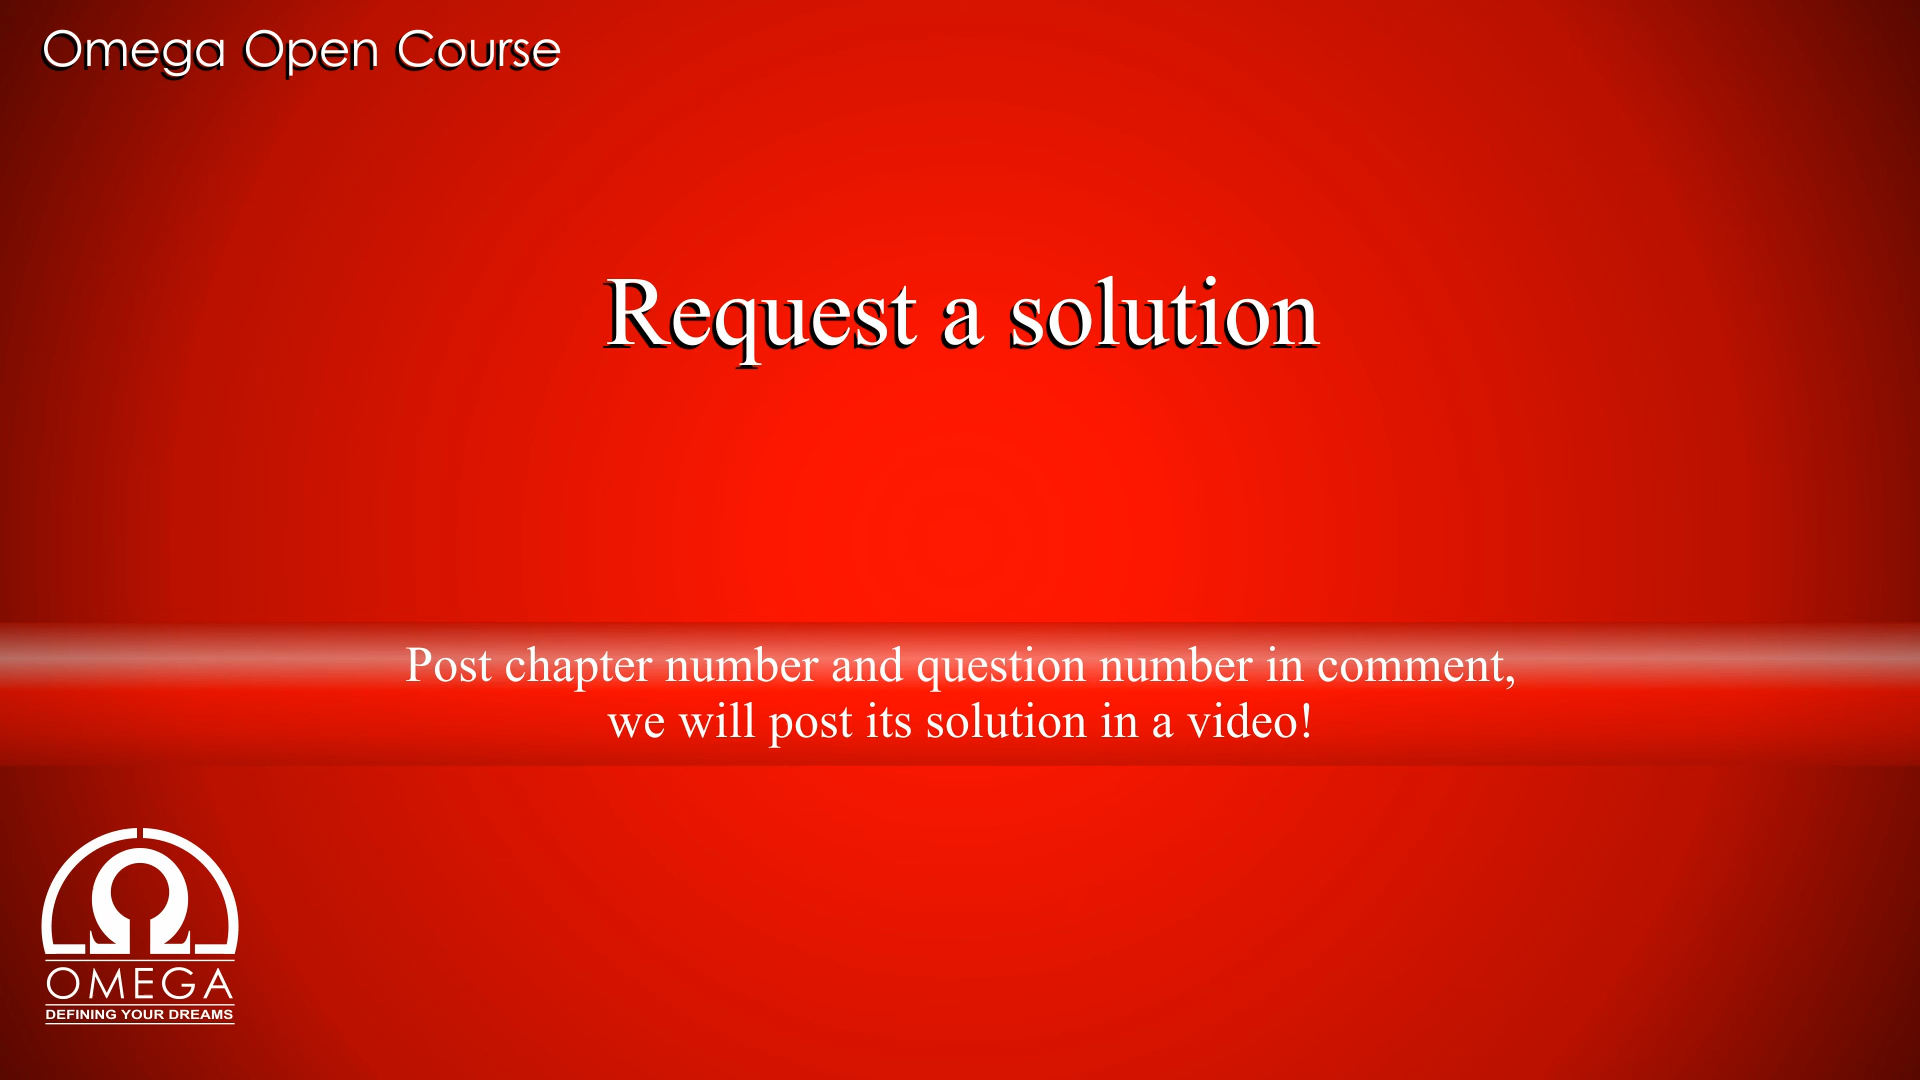 Omega Open Course
Request a solution
Post chapter number and question number in comment,
we will post its solution in a video!
OMEGA
DEFINING YOUR DREAMS